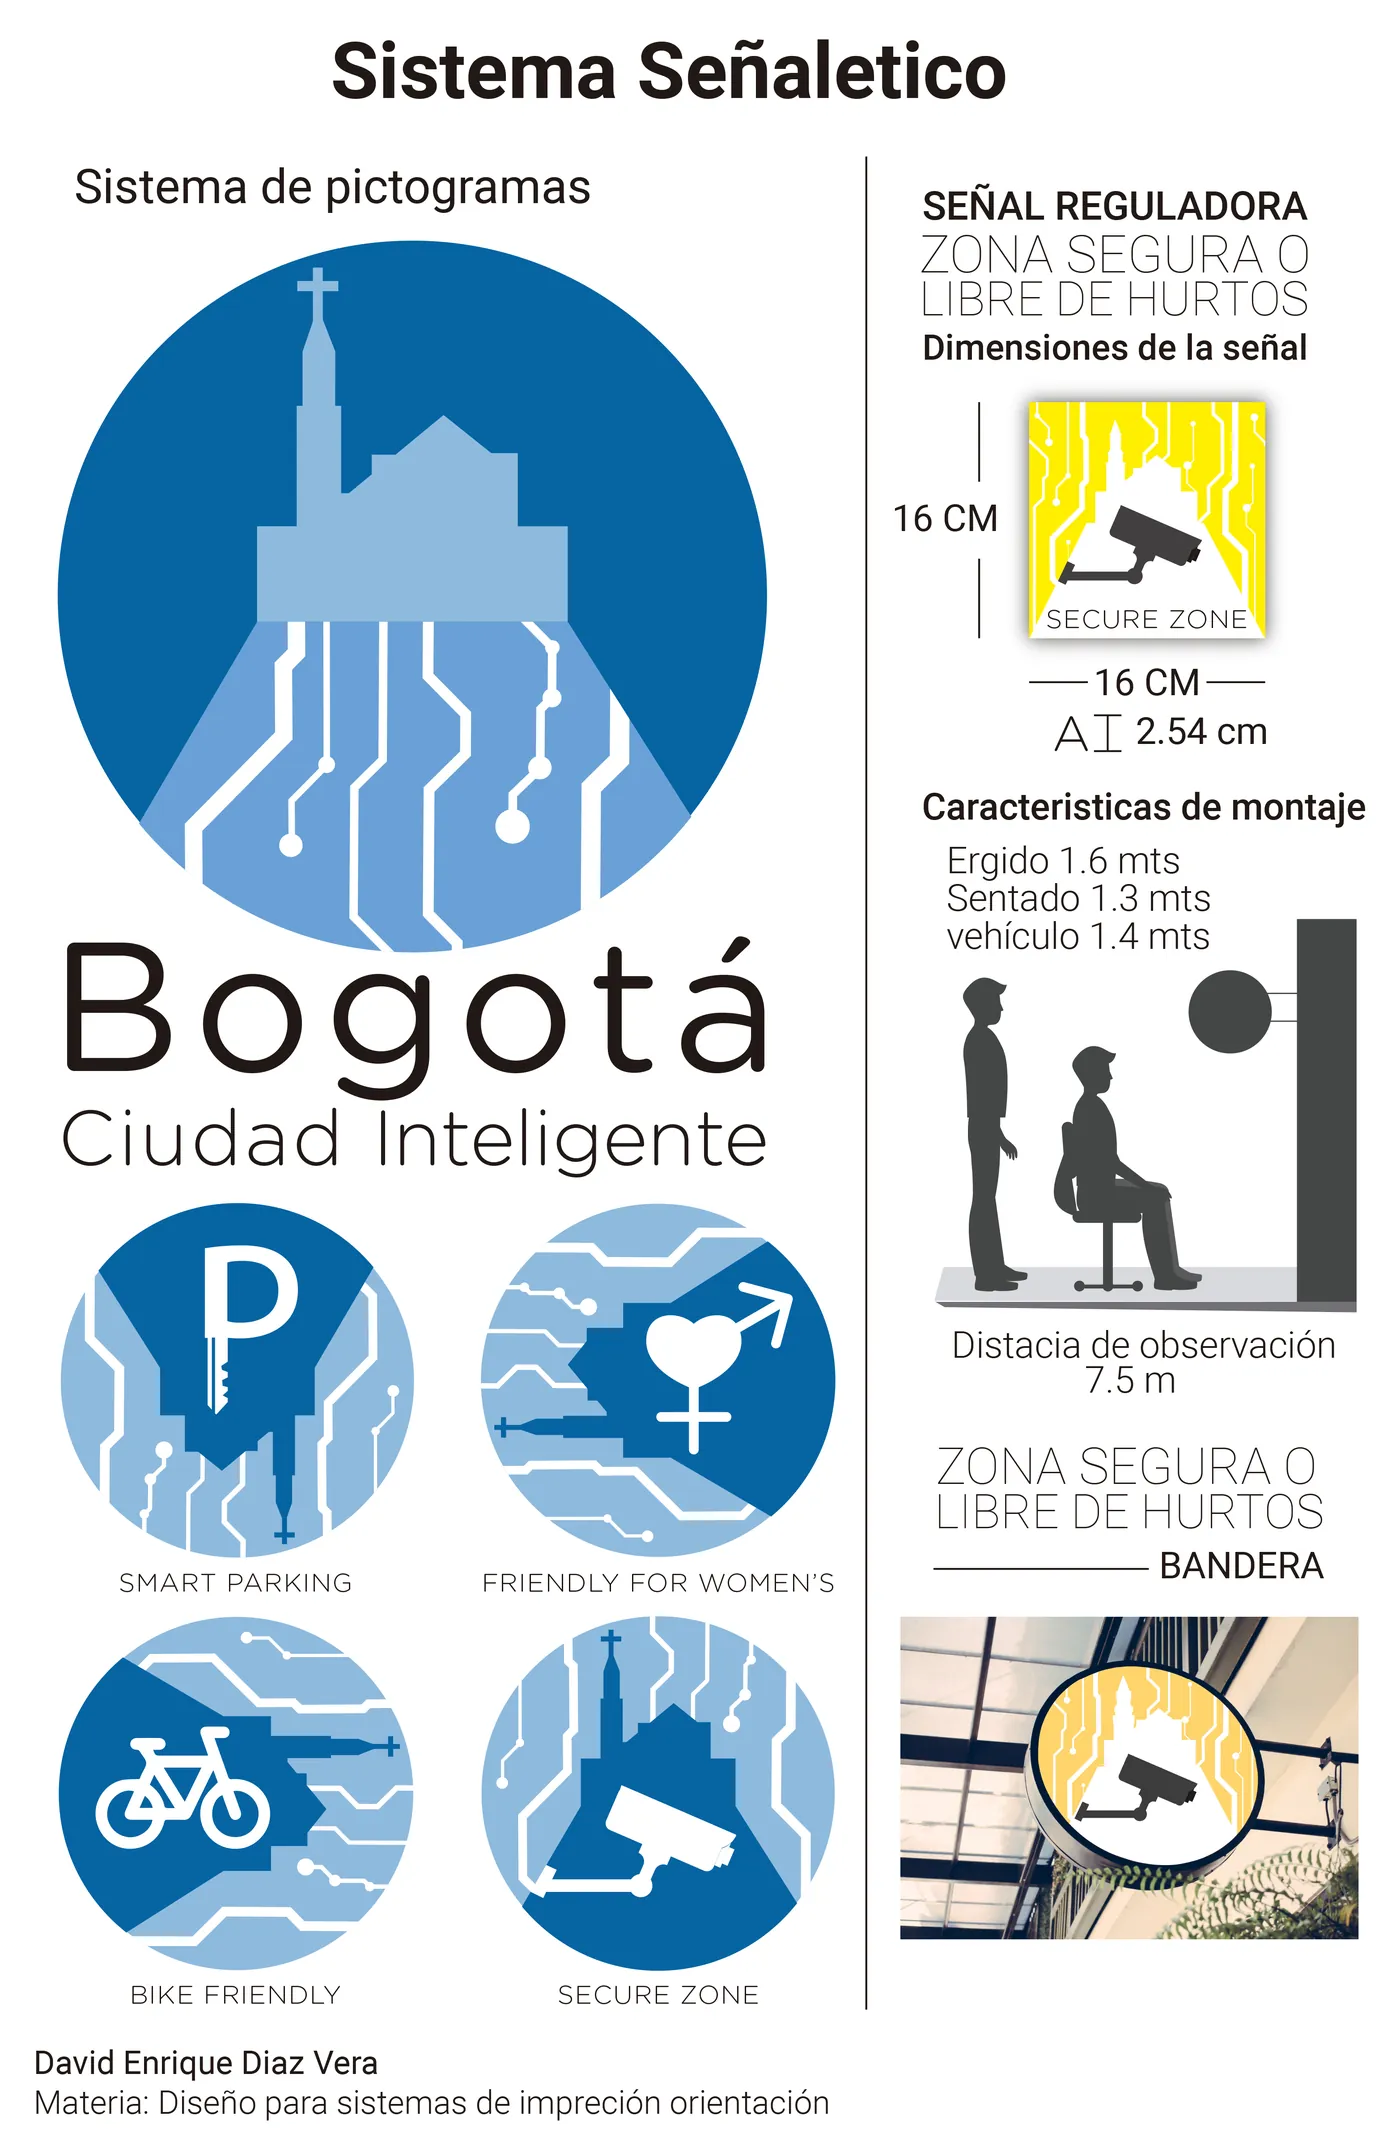 Sistema Señaletico
Sistema de pictogramas
Bogotá
Ciudad Inteligente
SMART PARKING
FRIENDLY FOR WOMEN'S
BIKE FRIENDLY
SECURE ZONE
SEÑAL REGULADORA
ZONA SEGURA O
LIBRE DE HURTOS
Dimensiones de la señal
16 CM
SECURE ZONE
16 CM
A 2.54 cm
Caracteristicas de montaje
Ergido 1.6 mts
Sentado 1.3 mts
vehículo 1.4 mts
Distacia de observación
7.5 m
ZONA SEGURA O
LIBRE DE HURTOS
BANDERA
David Enrique Diaz Vera
Materia: Diseño para sistemas de impreción orientación